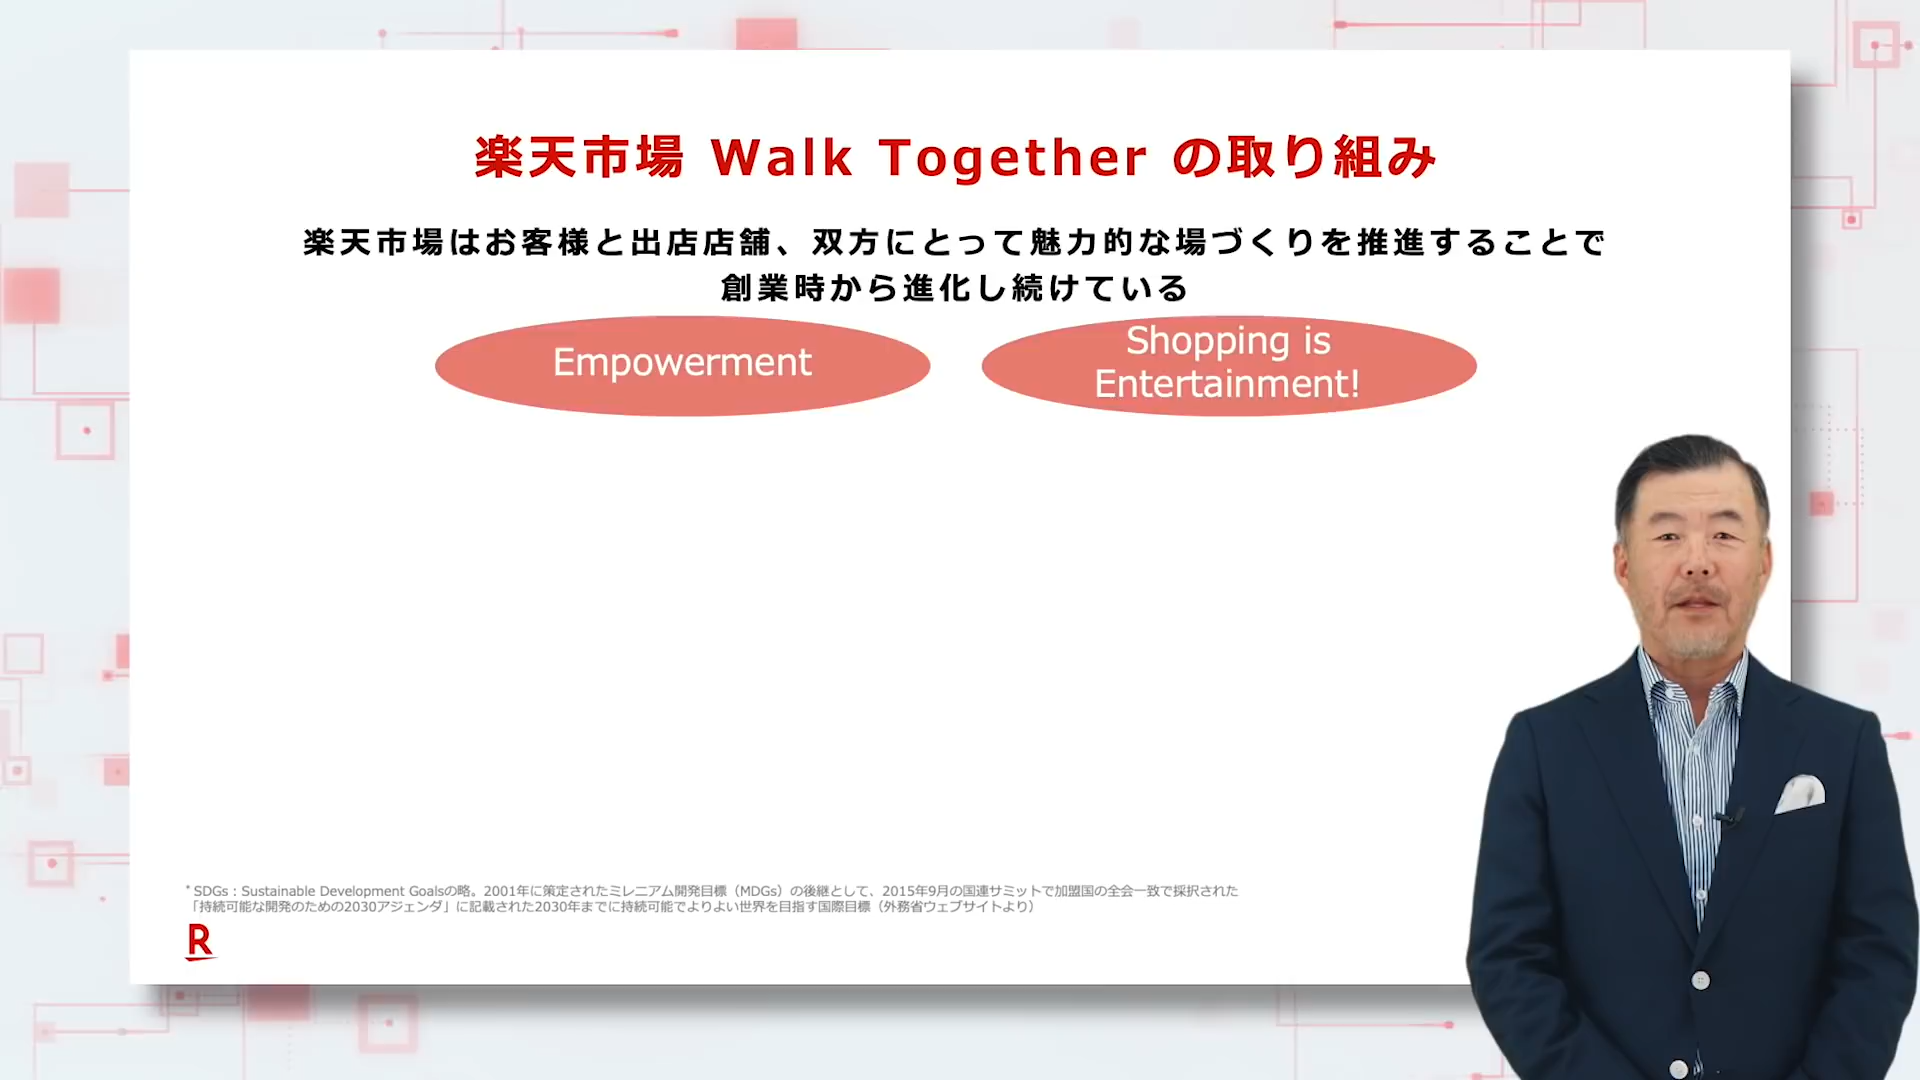 楽天市場 Walk Together の取り組み
楽天市場はお客様と出店店舗、双方にとって魅力的な場づくりを推進することで
創業時から進化し続けている
Empowerment
Shopping is
Entertainment!
* SDGs：Sustainable Development Goalsの略。2001年に策定されたミレニアム開発目標（MDGs）の後継として、2015年9月の国連サミットで加盟国の全会一致で採択された
「持続可能な開発のための2030アジェンダ」に記載された2030年までに持続可能でよりよい世界を目指す国際目標（外務省ウェブサイトより）
R